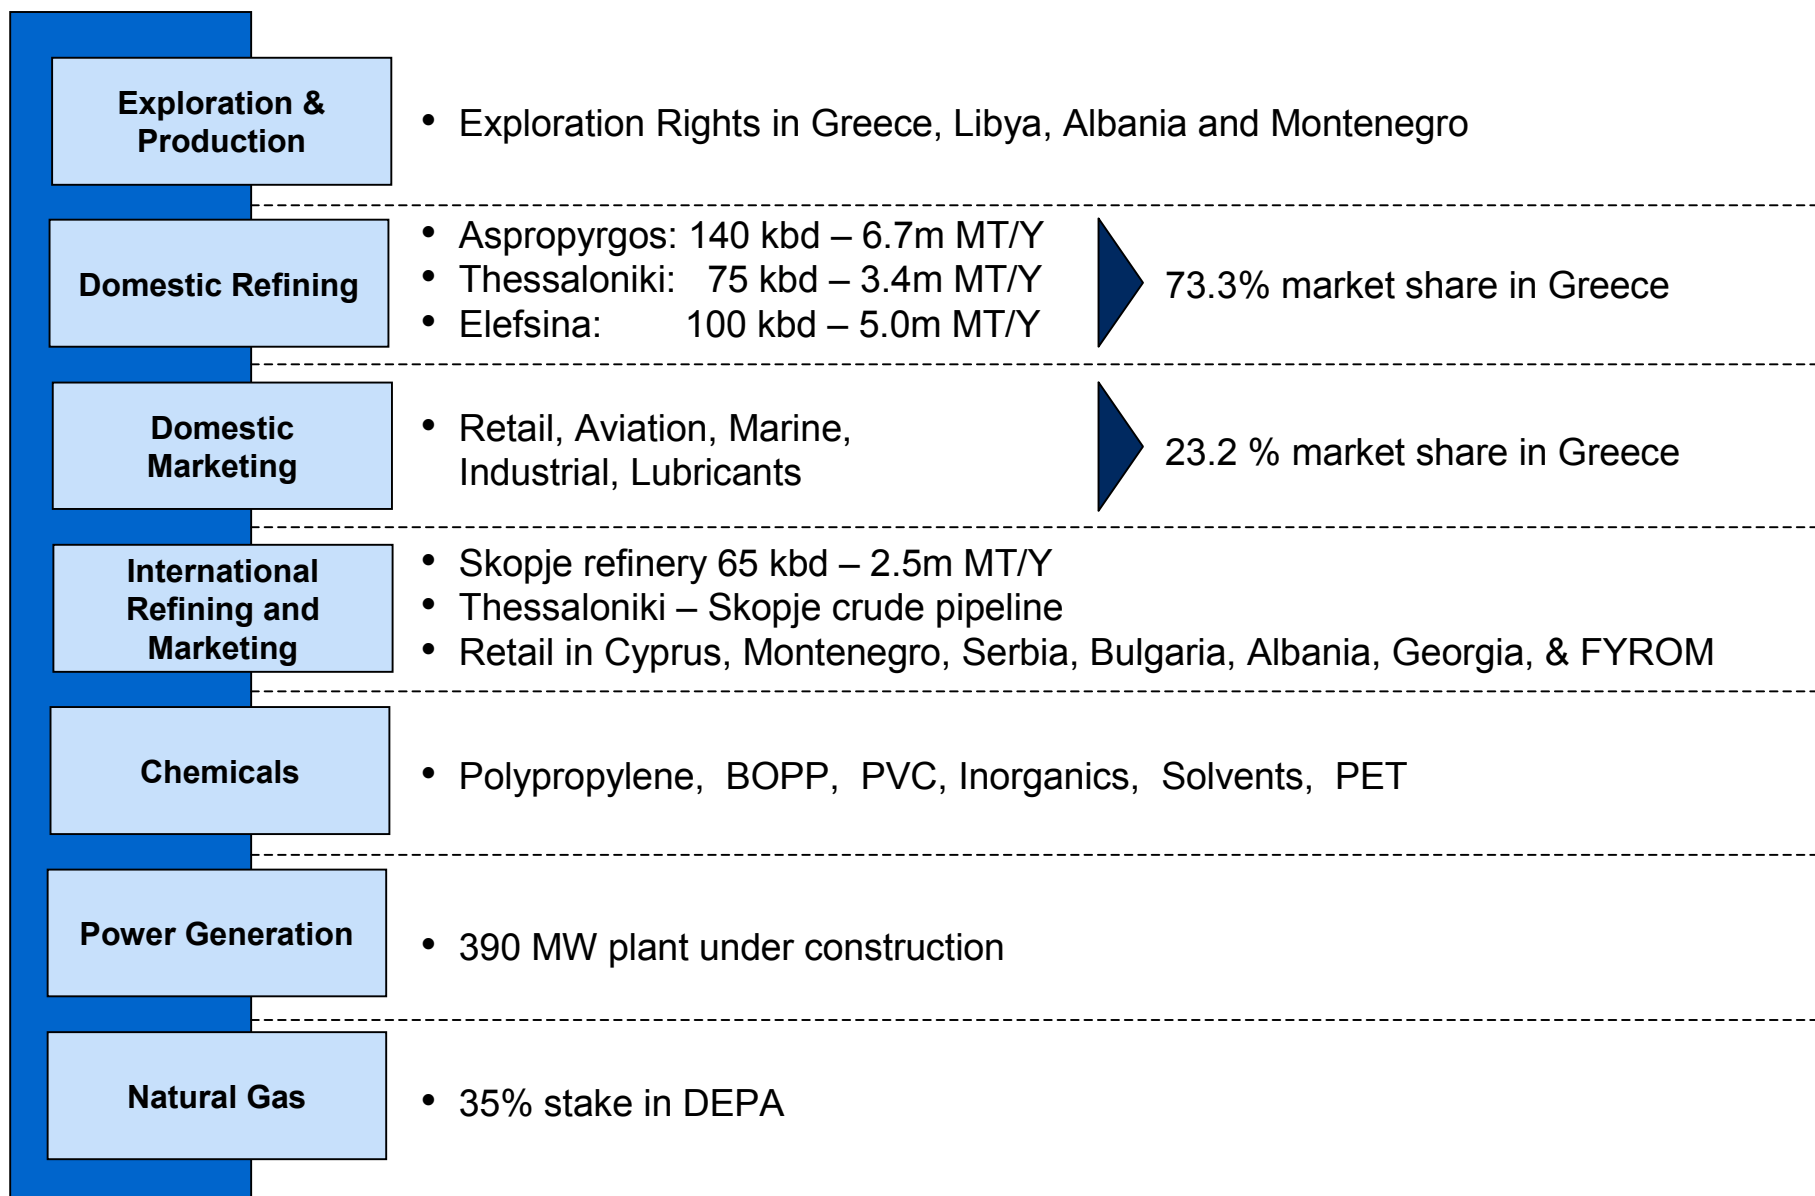 Exploration &
Production
• Exploration Rights in Greece, Libya, Albania and Montenegro
Domestic Refining
• Aspropyrgos: 140 kbd – 6.7m MT/Y
• Thessaloniki: 75 kbd – 3.4m MT/Y
• Elefsina: 100 kbd – 5.0m MT/Y
73.3% market share in Greece
Domestic
Marketing
• Retail, Aviation, Marine,
Industrial, Lubricants
23.2 % market share in Greece
International
Refining and
Marketing
• Skopje refinery 65 kbd – 2.5m MT/Y
• Thessaloniki – Skopje crude pipeline
• Retail in Cyprus, Montenegro, Serbia, Bulgaria, Albania, Georgia, & FYROM
Chemicals
• Polypropylene, BOPP, PVC, Inorganics, Solvents, PET
Power Generation
• 390 MW plant under construction
Natural Gas
• 35% stake in DEPA